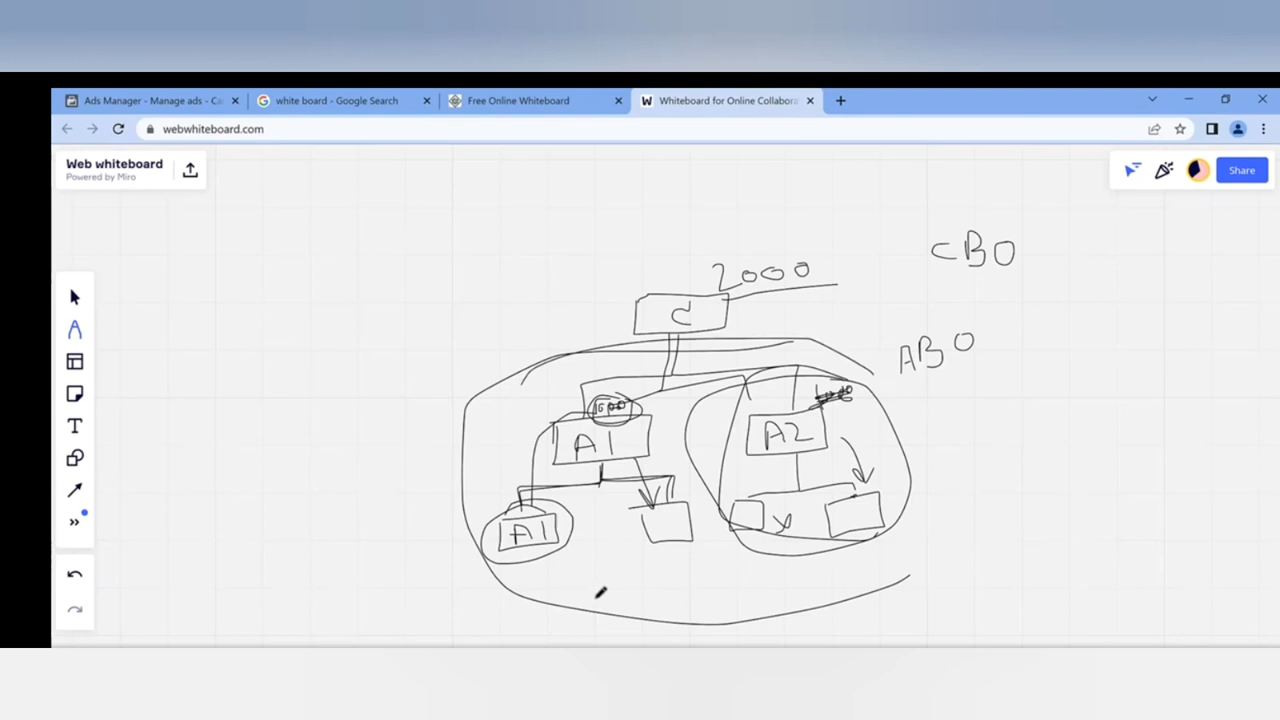 Ads Manager - Manage ads - Ca
white board - Google Search
Free Online Whiteboard
Whiteboard for Online Collabora
webwhiteboard.com
Web whiteboard
Powered by Miro
Share
CBO
2000
C
ABO
A1
A2
A1